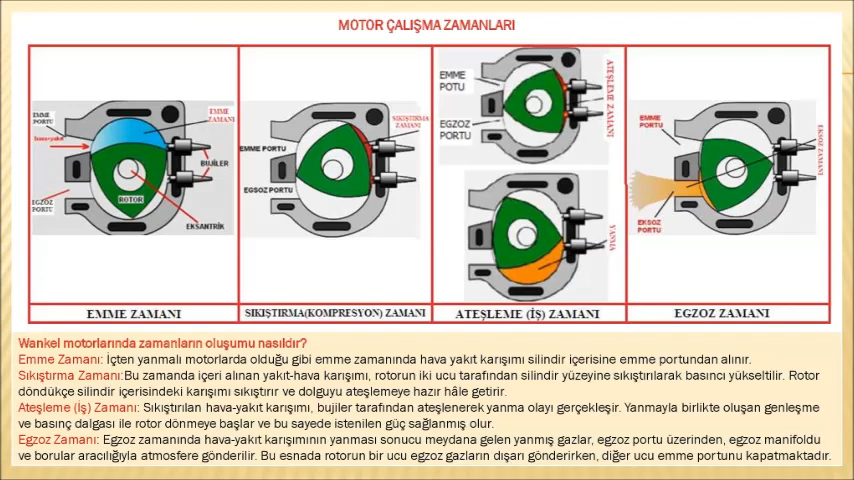 MOTOR ÇALIŞMA ZAMANLARI
EMME
PORTU
hava+yakıt
EMME
ZAMANI
BUJİLER
EGZOZ
PORTU
ROTOR
EKSANTRİK
SIKIŞTIRMA
ZAMANI
EMME PORTU
EGSOZ PORTU
EMME
POTU
EGZOZ
PORTU
ATEŞLEME ZAMANI
YANMA
EMME
PORTU
EKSOZ ZAMANI
EKSOZ
PORTU
EMME ZAMANI
SIKIŞTIRMA(KOMPRESYON) ZAMANI
ATEŞLEME (İŞ) ZAMANI
EGZOZ ZAMANI
Wankel motorlarında zamanların oluşumu nasıldır?
Emme Zamanı: İçten yanmalı motorlarda olduğu gibi emme zamanında hava yakıt karışımı silindir içerisine emme portundan alınır.
Sıkıştırma Zamanı:Bu zamanda içeri alınan yakıt-hava karışımı, rotorun iki ucu tarafından silindir yüzeyine sıkıştırılarak basıncı yükseltilir. Rotor
döndükçe silindir içerisindeki karışımı sıkıştırır ve dolguyu ateşlemeye hazır hâle getirir.
Ateşleme (İş) Zamanı: Sıkıştırılan hava-yakıt karışımı, bujiler tarafından ateşlenerek yanma olayı gerçekleşir. Yanmayla birlikte oluşan genleşme
ve basınç dalgası ile rotor dönmeye başlar ve bu sayede istenilen güç sağlanmış olur.
Egzoz Zamanı: Egzoz zamanında hava-yakıt karışımının yanması sonucu meydana gelen yanmış gazlar, egzoz portu üzerinden, egzoz manifoldu
ve borular aracılığıyla atmosfere gönderilir. Bu esnada rotorun bir ucu egzoz gazların dışarı gönderirken, diğer ucu emme portunu kapatmaktadır.